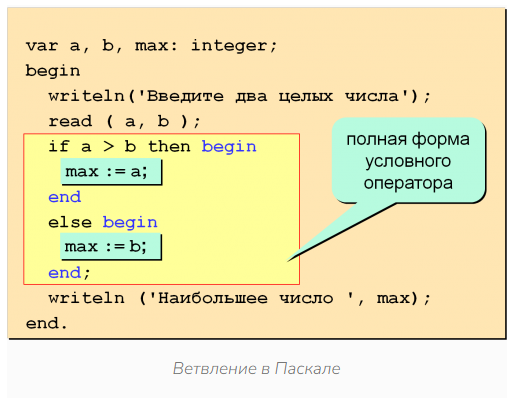 var a, b, max: integer;
begin
writeln('Введите два целых числа');
read ( a, b );
if a > b then begin
max := a;
end
else begin
max := b;
end;
writeln ('Наибольшее число ', max);
end.
полная форма
условного
оператора
Ветвление в Паскале